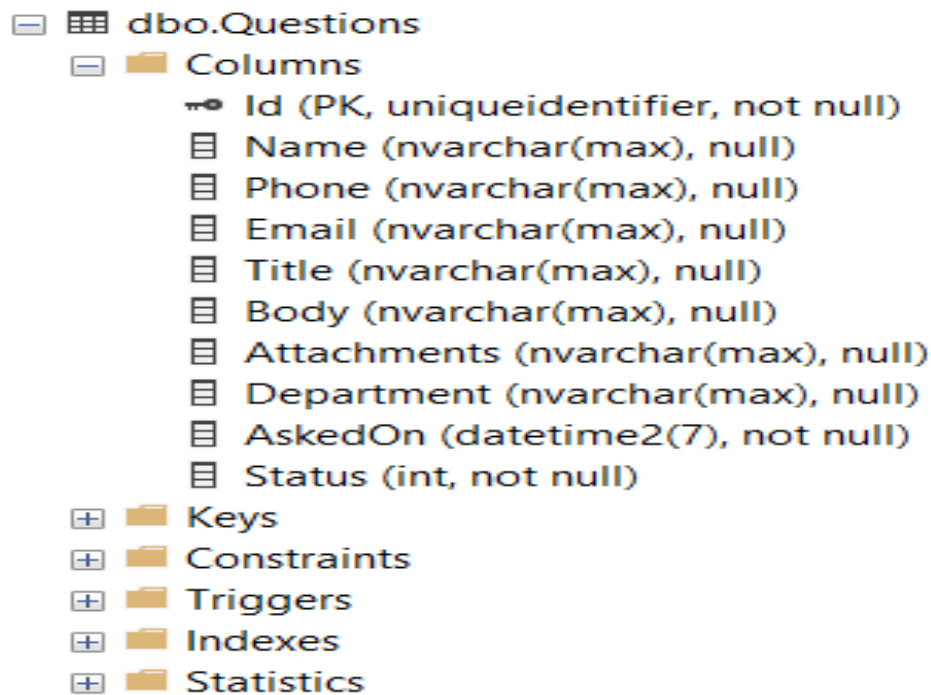 dbo.Questions
Columns
Id (PK, uniqueidentifier, not null)
Name (nvarchar(max), null)
Phone (nvarchar(max), null)
Email (nvarchar(max), null)
Title (nvarchar(max), null)
Body (nvarchar(max), null)
Attachments (nvarchar(max), null)
Department (nvarchar(max), null)
AskedOn (datetime2(7), not null)
Status (int, not null)
Keys
Constraints
Triggers
Indexes
Statistics